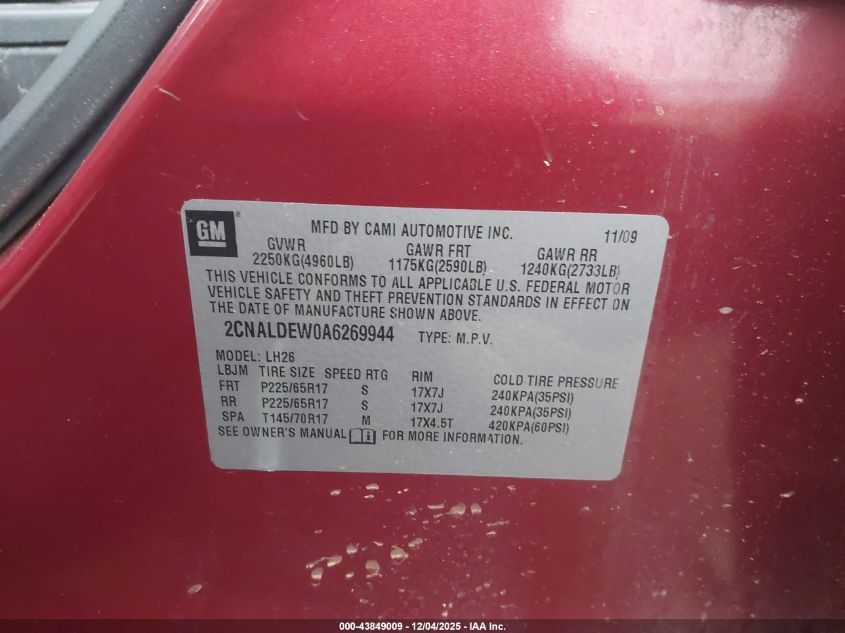 GM
MFD BY CAMI AUTOMOTIVE INC. 11/09
GVWR GAWR FRT GAWR RR
2250KG(4960LB) 1175KG(2590LB) 1240KG(2733LB)
THIS VEHICLE CONFORMS TO ALL APPLICABLE U.S. FEDERAL MOTOR
VEHICLE SAFETY AND THEFT PREVENTION STANDARDS IN EFFECT ON
THE DATE OF MANUFACTURE SHOWN ABOVE.
2CNALDEW0A6269944 TYPE: M.P.V.
MODEL: LH26
LBJM TIRE SIZE SPEED RTG RIM COLD TIRE PRESSURE
FRT P225/65R17 S 17X7J 240KPA(35PSI)
RR P225/65R17 S 17X7J 240KPA(35PSI)
SPA T145/70R17 M 17X4.5T 420KPA(60PSI)
SEE OWNER'S MANUAL i FOR MORE INFORMATION.
000-43849009 - 12/04/2025 - IAA Inc.